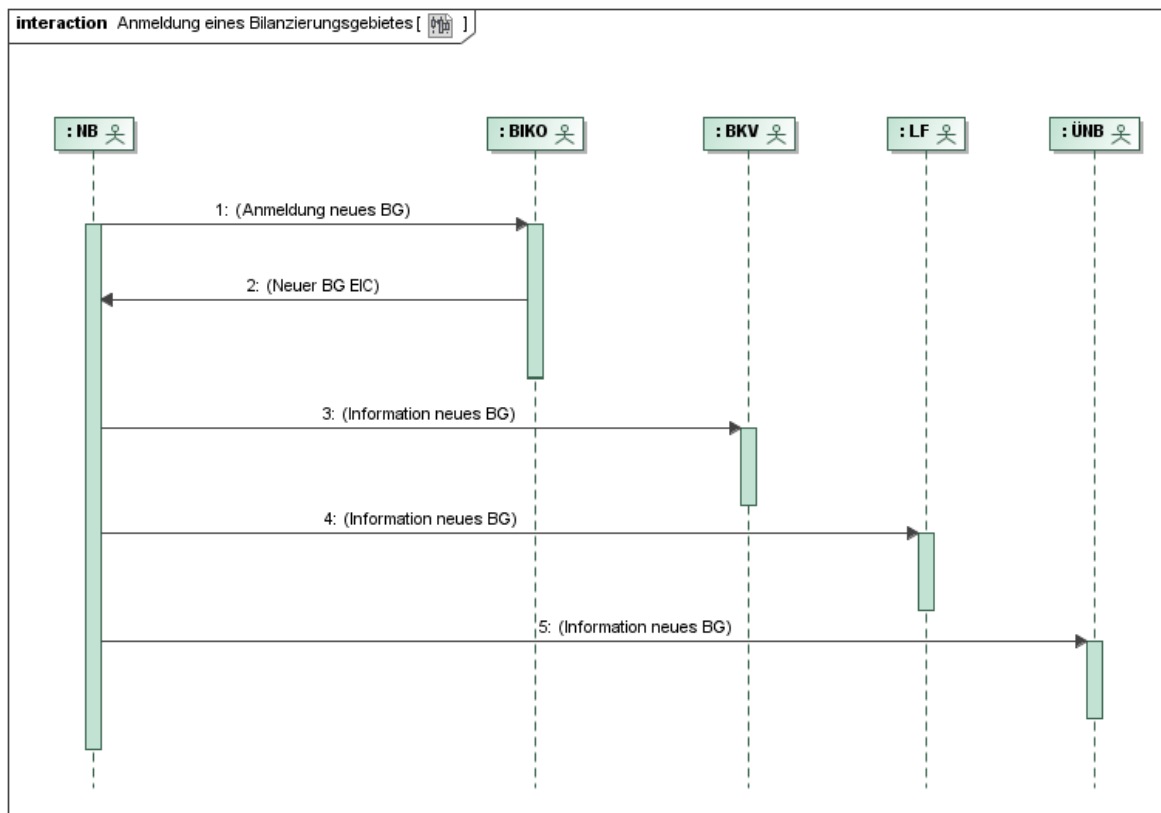 interaction Anmeldung eines Bilanzierungsgebietes [ ]
: NB
: BIKO
: BKV
: LF
: ÜNB
1: (Anmeldung neues BG)
2: (Neuer BG EIC)
3: (Information neues BG)
4: (Information neues BG)
5: (Information neues BG)